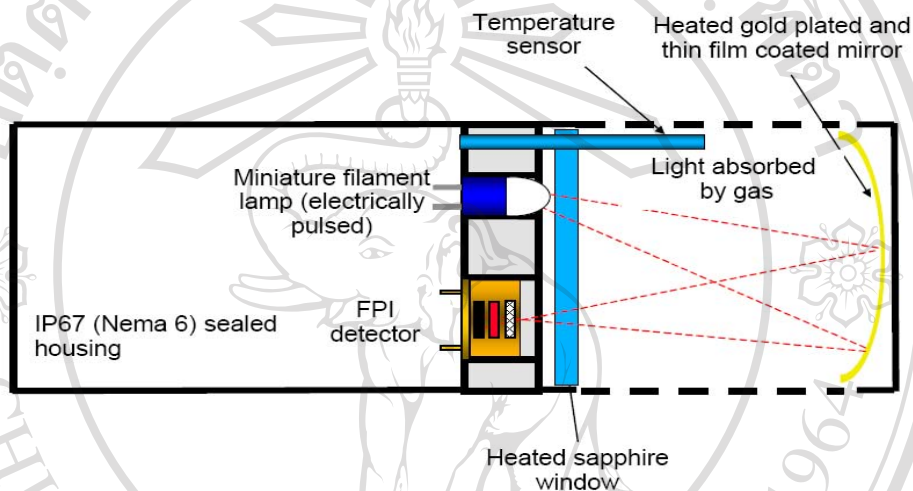 Temperature
sensor
Heated gold plated and
thin film coated mirror
Light absorbed
by gas
Miniature filament
lamp (electrically
pulsed)
FPI
detector
IP67 (Nema 6) sealed
housing
Heated sapphire
window
1964